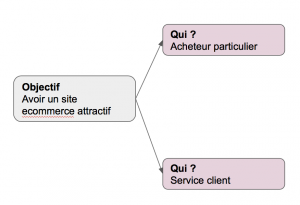 Qui ?
Acheteur particulier
Objectif
Avoir un site
ecommerce attractif
Qui ?
Service client